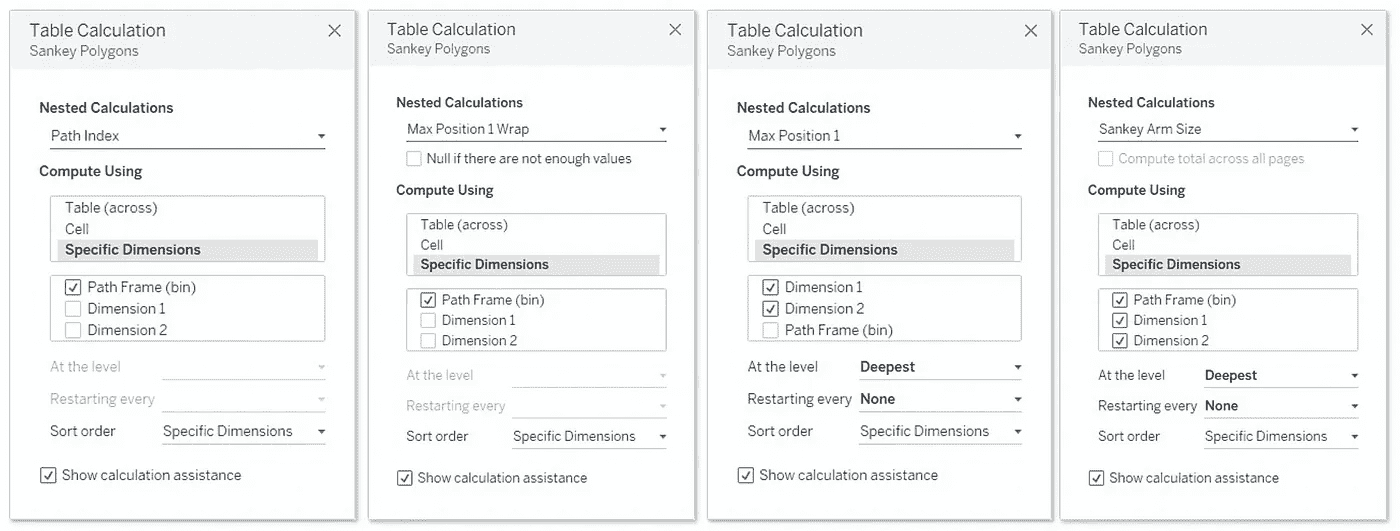 Table Calculation
Sankey Polygons
Nested Calculations
Path Index
Compute Using
Table (across)
Cell
Specific Dimensions
Path Frame (bin)
Dimension 1
Dimension 2
At the level
Restarting every
Sort order Specific Dimensions
Show calculation assistance
Table Calculation
Sankey Polygons
Nested Calculations
Max Position 1 Wrap
Null if there are not enough values
Compute Using
Table (across)
Cell
Specific Dimensions
Path Frame (bin)
Dimension 1
Dimension 2
At the level
Restarting every
Sort order Specific Dimensions
Show calculation assistance
Table Calculation
Sankey Polygons
Nested Calculations
Max Position 1
Compute Using
Table (across)
Cell
Specific Dimensions
Dimension 1
Dimension 2
Path Frame (bin)
At the level Deepest
Restarting every None
Sort order Specific Dimensions
Show calculation assistance
Table Calculation
Sankey Polygons
Nested Calculations
Sankey Arm Size
Compute total across all pages
Compute Using
Table (across)
Cell
Specific Dimensions
Path Frame (bin)
Dimension 1
Dimension 2
At the level Deepest
Restarting every None
Sort order Specific Dimensions
Show calculation assistance